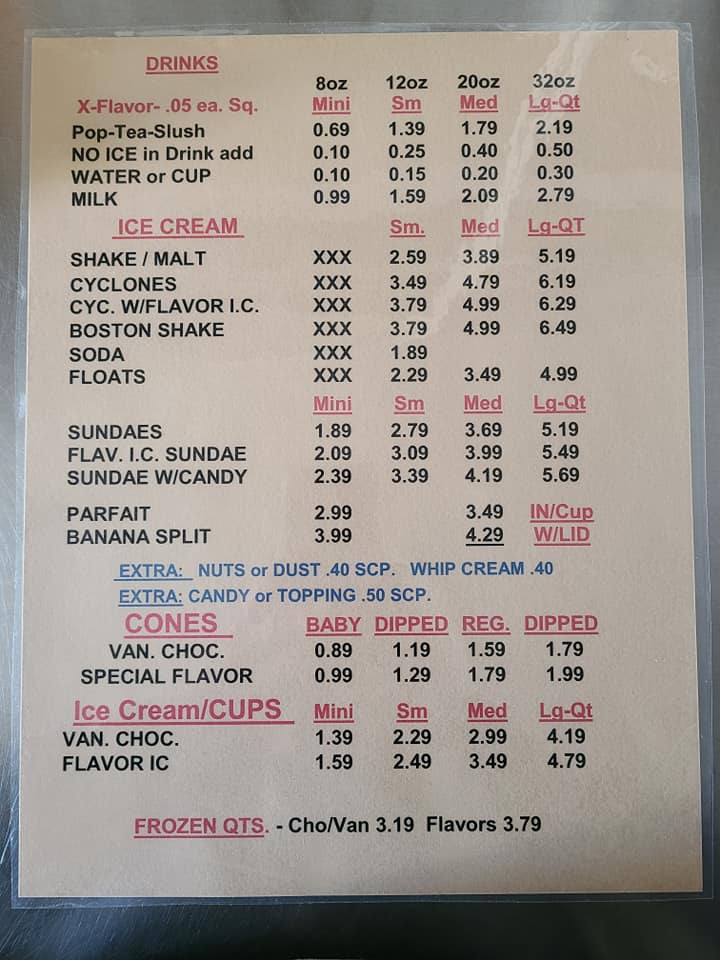 DRINKS
8oz 12oz 20oz 32oz
X-Flavor- .05 ea. Sq. Mini Sm Med Lg-Qt
Pop-Tea-Slush 0.69 1.39 1.79 2.19
NO ICE in Drink add 0.10 0.25 0.40 0.50
WATER or CUP 0.10 0.15 0.20 0.30
MILK 0.99 1.59 2.09 2.79
ICE CREAM Sm. Med Lg-QT
SHAKE / MALT XXX 2.59 3.89 5.19
CYCLONES XXX 3.49 4.79 6.19
CYC. W/FLAVOR I.C. XXX 3.79 4.99 6.29
BOSTON SHAKE XXX 3.79 4.99 6.49
SODA XXX 1.89
FLOATS XXX 2.29 3.49 4.99
Mini Sm Med Lg-Qt
SUNDAES 1.89 2.79 3.69 5.19
FLAV. I.C. SUNDAE 2.09 3.09 3.99 5.49
SUNDAE W/CANDY 2.39 3.39 4.19 5.69
PARFAIT 2.99 3.49 IN/Cup
BANANA SPLIT 3.99 4.29 W/LID
EXTRA: NUTS or DUST .40 SCP. WHIP CREAM .40
EXTRA: CANDY or TOPPING .50 SCP.
CONES BABY DIPPED REG. DIPPED
VAN. CHOC. 0.89 1.19 1.59 1.79
SPECIAL FLAVOR 0.99 1.29 1.79 1.99
Ice Cream/CUPS Mini Sm Med Lg-Qt
VAN. CHOC. 1.39 2.29 2.99 4.19
FLAVOR IC 1.59 2.49 3.49 4.79
FROZEN QTS. - Cho/Van 3.19 Flavors 3.79